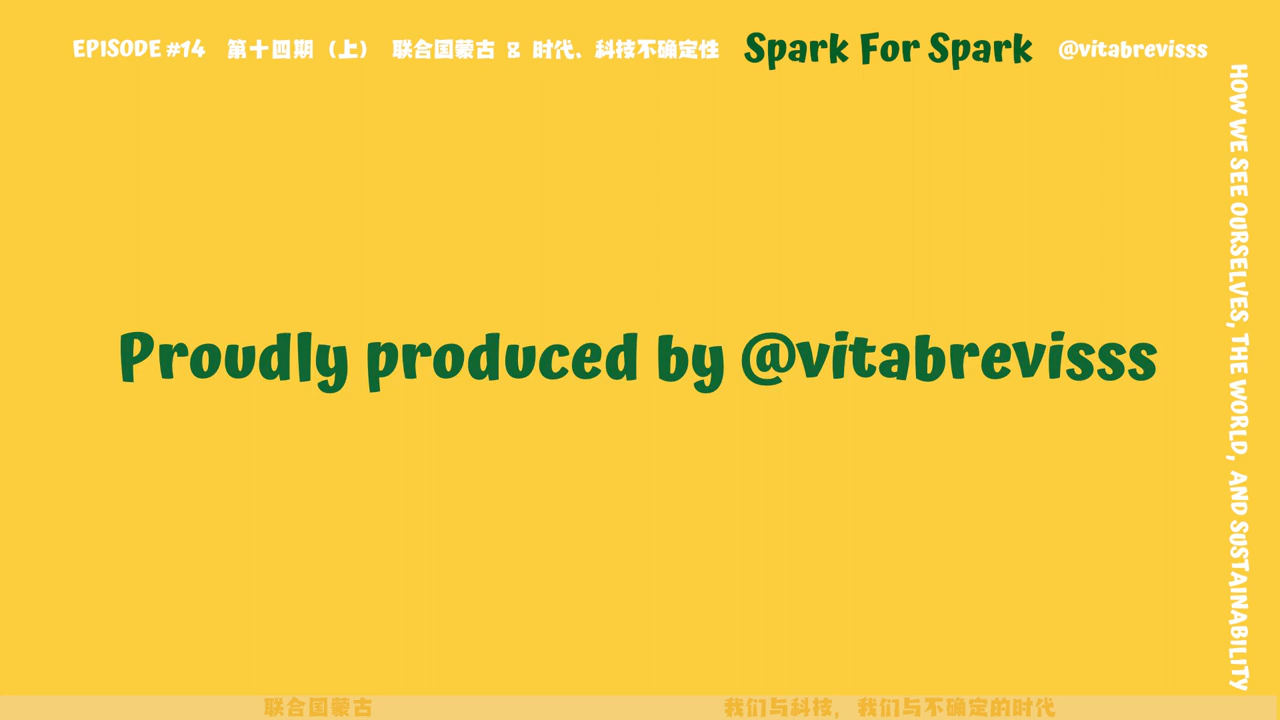 EPISODE #14 第十四期（上） 联合国蒙古 & 时代、科技不确定性 Spark For Spark @vitabrevisss
HOW WE SEE OURSELVES, THE WORLD, AND SUSTAINABILITY
Proudly produced by @vitabrevisss
联合国蒙古 我们与科技，我们与不确定的时代